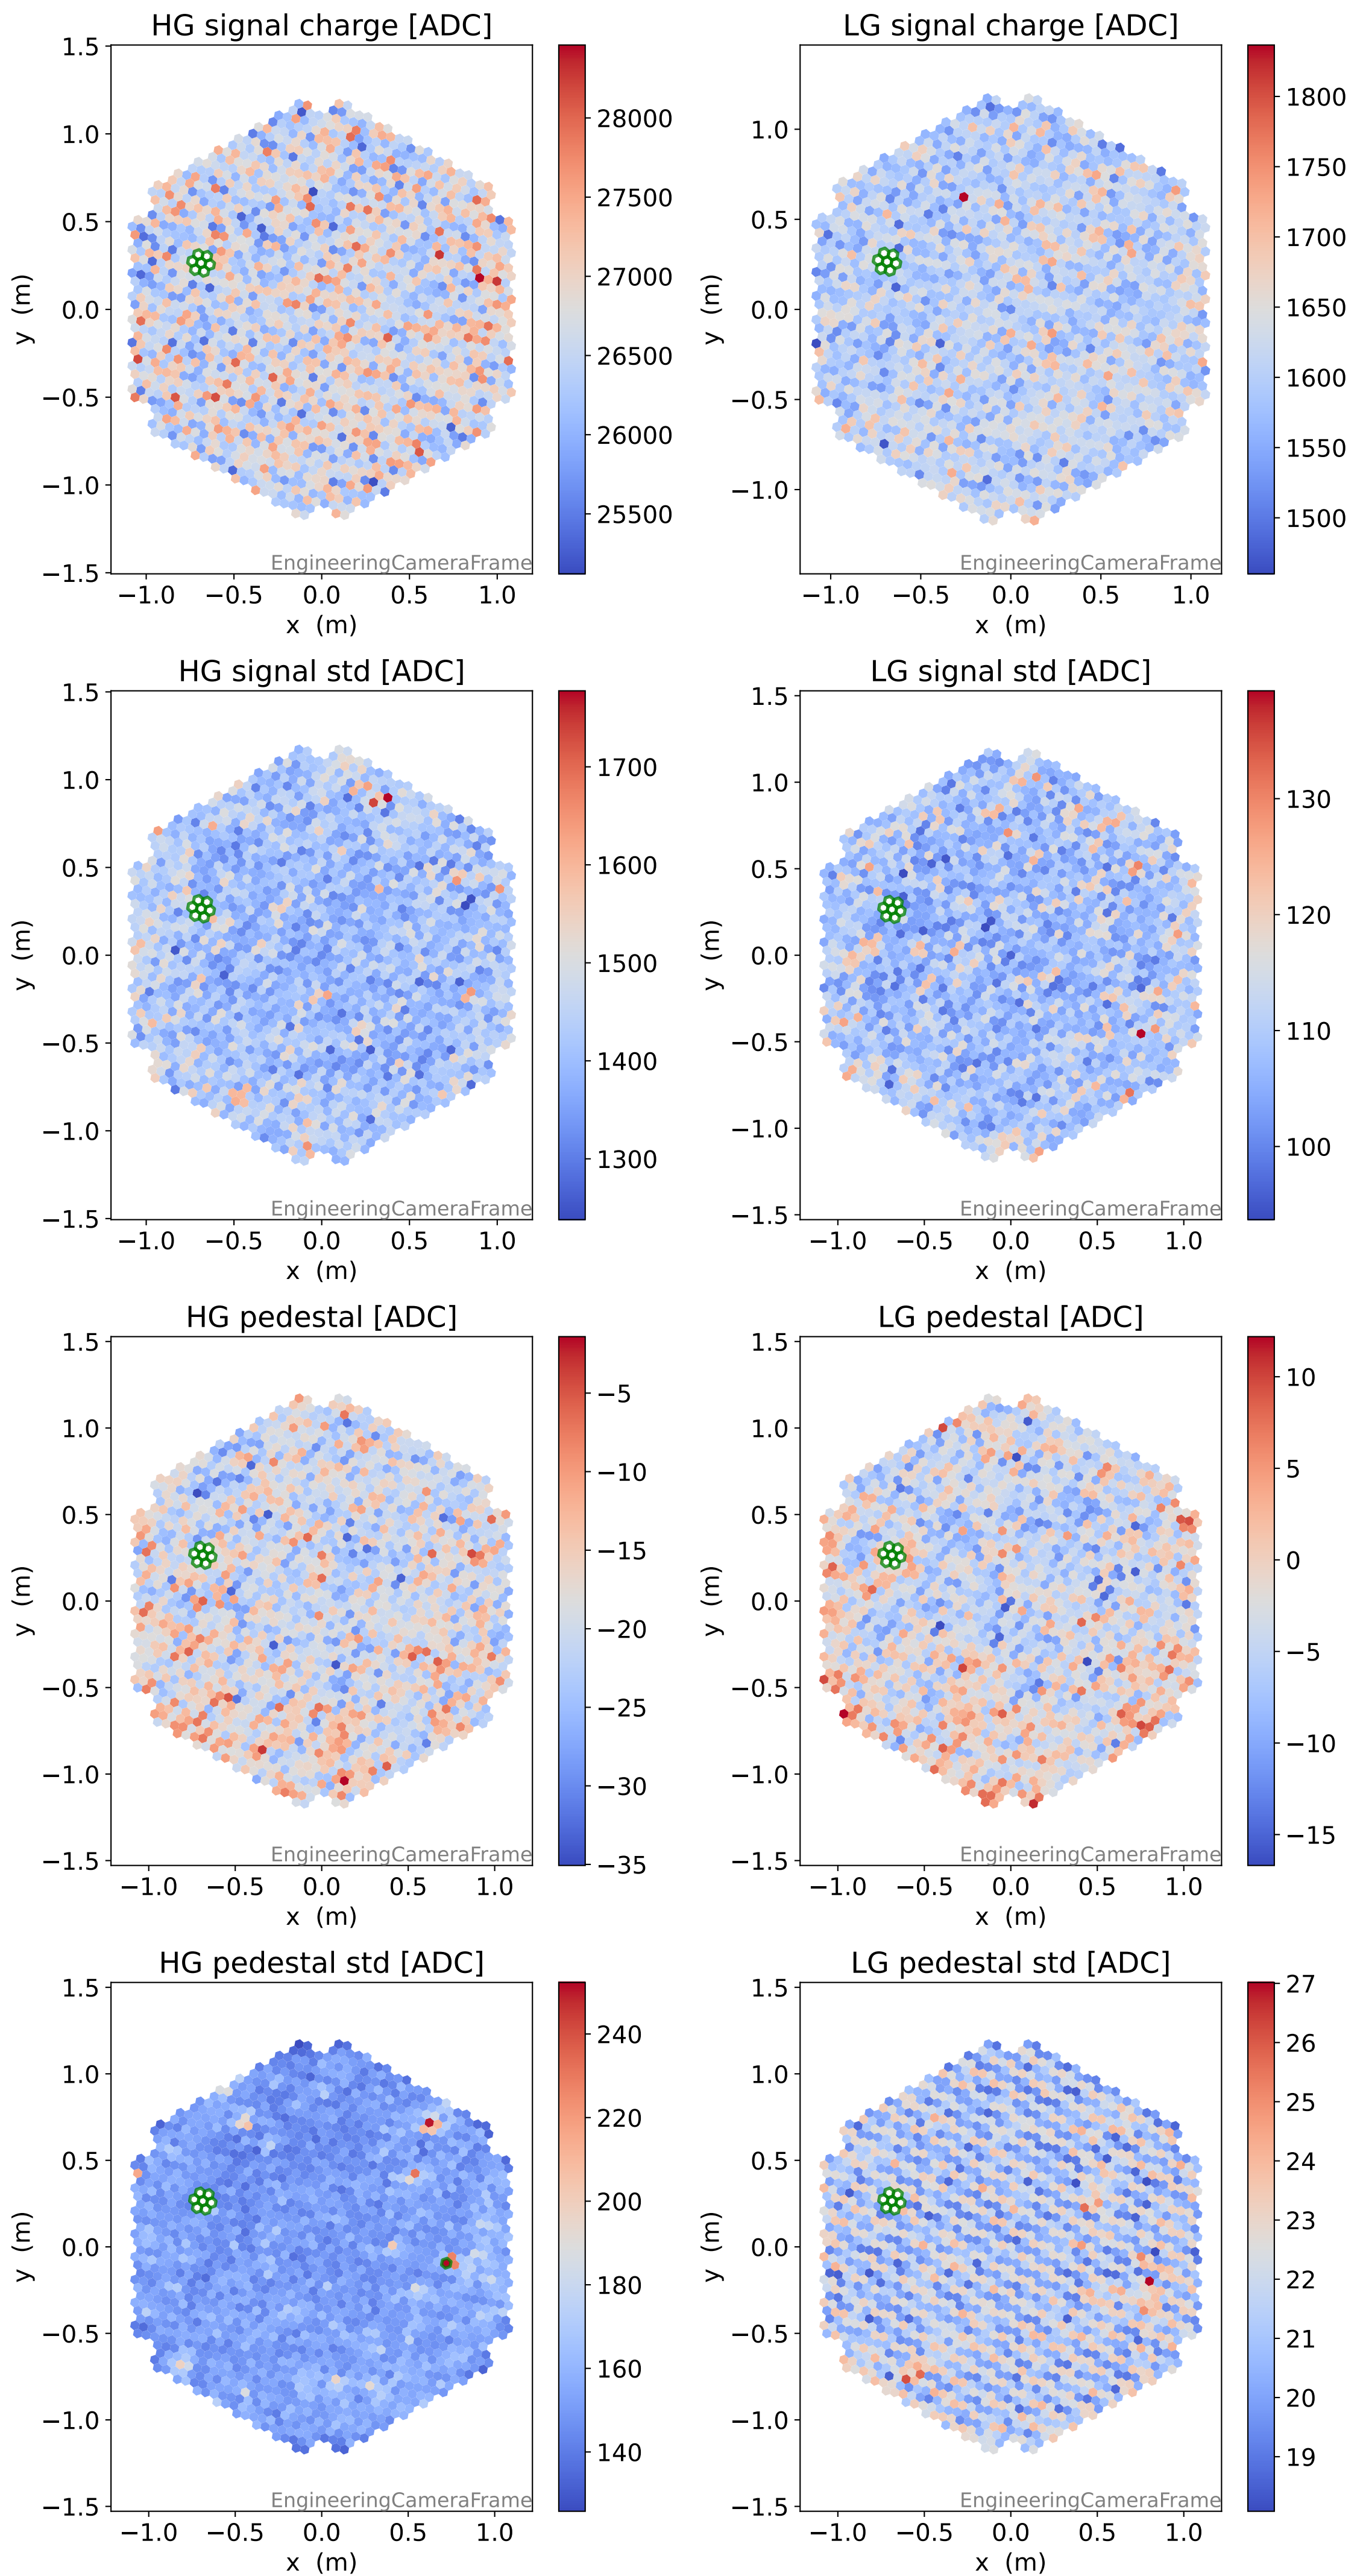 HG signal charge [ADC]
1.5
1.0
0.5
0.0
−0.5
−1.0
−1.5
y (m)
−1.0 −0.5 0.0 0.5 1.0
x (m)
EngineeringCameraFrame
28000
27500
27000
26500
26000
25500
LG signal charge [ADC]
1.0
0.5
0.0
−0.5
−1.0
y (m)
−1.0 −0.5 0.0 0.5 1.0
x (m)
EngineeringCameraFrame
1800
1750
1700
1650
1600
1550
1500
HG signal std [ADC]
1.5
1.0
0.5
0.0
−0.5
−1.0
−1.5
y (m)
−1.0 −0.5 0.0 0.5 1.0
x (m)
EngineeringCameraFrame
1700
1600
1500
1400
1300
LG signal std [ADC]
1.5
1.0
0.5
0.0
−0.5
−1.0
−1.5
y (m)
−1.0 −0.5 0.0 0.5 1.0
x (m)
EngineeringCameraFrame
130
120
110
100
HG pedestal [ADC]
1.5
1.0
0.5
0.0
−0.5
−1.0
−1.5
y (m)
−1.0 −0.5 0.0 0.5 1.0
x (m)
EngineeringCameraFrame
−5
−10
−15
−20
−25
−30
−35
LG pedestal [ADC]
1.5
1.0
0.5
0.0
−0.5
−1.0
−1.5
y (m)
−1.0 −0.5 0.0 0.5 1.0
x (m)
EngineeringCameraFrame
10
5
0
−5
−10
−15
HG pedestal std [ADC]
1.5
1.0
0.5
0.0
−0.5
−1.0
−1.5
y (m)
−1.0 −0.5 0.0 0.5 1.0
x (m)
EngineeringCameraFrame
240
220
200
180
160
140
LG pedestal std [ADC]
1.5
1.0
0.5
0.0
−0.5
−1.0
−1.5
y (m)
−1.0 −0.5 0.0 0.5 1.0
x (m)
EngineeringCameraFrame
27
26
25
24
23
22
21
20
19